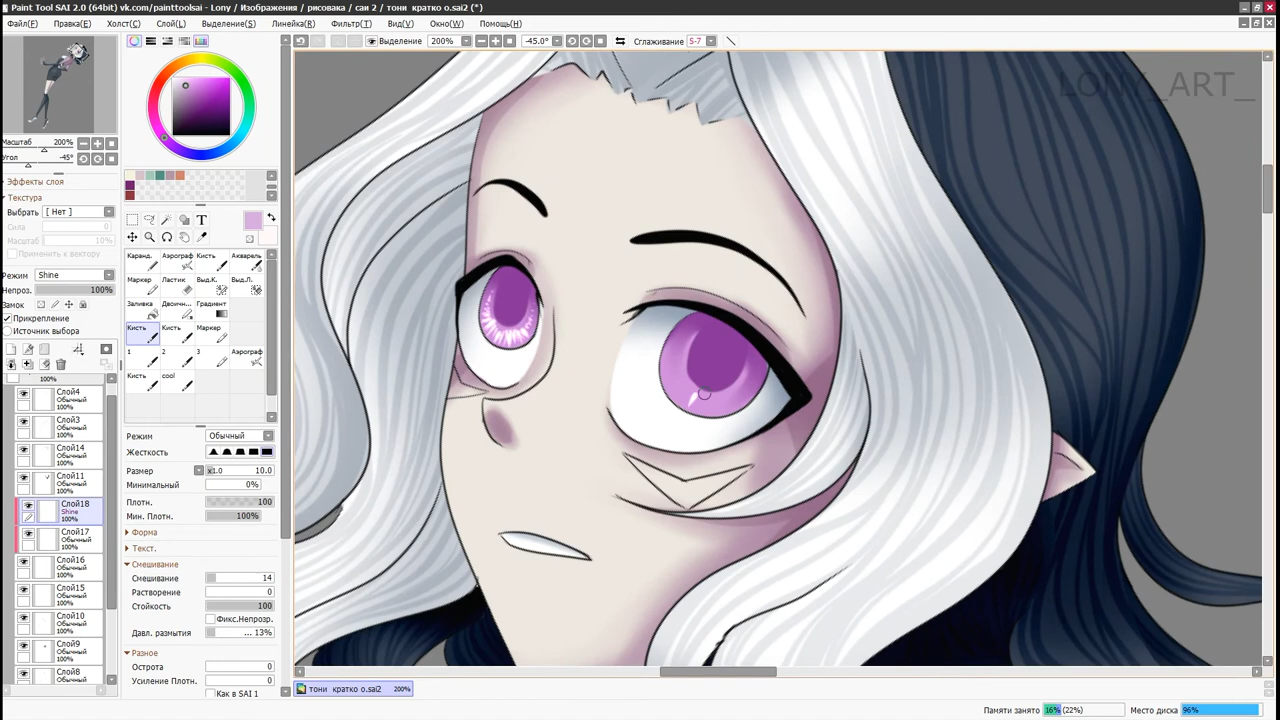 Paint Tool SAI 2.0 (64bit) vk.com/painttoolsai - Lony / Изображения / рисовака / саи 2 / тони кратко о.sai2 (*)
Файл(F) Правка(E) Холст(C) Слой(L) Выделение(S) Линейка(R) Фильтр(T) Вид(V) Окно(W) Помощь(H)
Выделение 200% -45.0° Сглаживание S-7
LONY_ART_
Масштаб 200%
Угол -45°
Эффекты слоя
Текстура
Выбрать [ Нет ]
Сила 0
Масштаб 10%
Применить к вектору
Режим Shine
Непроз. 100%
Замок
Прикрепление
Источник выбора
100%
Слой4
Обычный
100%
Слой3
Обычный
100%
Слой14
Обычный
100%
Слой11
Обычный
100%
Слой18
Shine
100%
Слой17
Обычный
100%
Слой16
Обычный
100%
Слой15
Обычный
100%
Слой10
Обычный
100%
Слой9
Обычный
100%
Слой8
Обычный
100%
T
Каранд. Аэрограф Кисть Акварель
Маркер Ластик Выд.К. Выд.Л.
Заливка Двоичн... Градиент
Кисть Кисть Маркер
1 2 3 Аэрограф
Кисть cool
Режим Обычный
Жесткость
Размер x1.0 10.0
Минимальный 0%
Плотн. 100
Мин. Плотн. 100%
Форма
Текст.
Смешивание
Смешивание 14
Растворение 0
Стойкость 100
Фикс.Непрозр.
Давл. размытия ... 13%
Разное
Острота 0
Усиление Плотн. 0
Как в SAI 1
тони кратко о.sai2 200%
Памяти занято 16% (22%) Место диска 96%